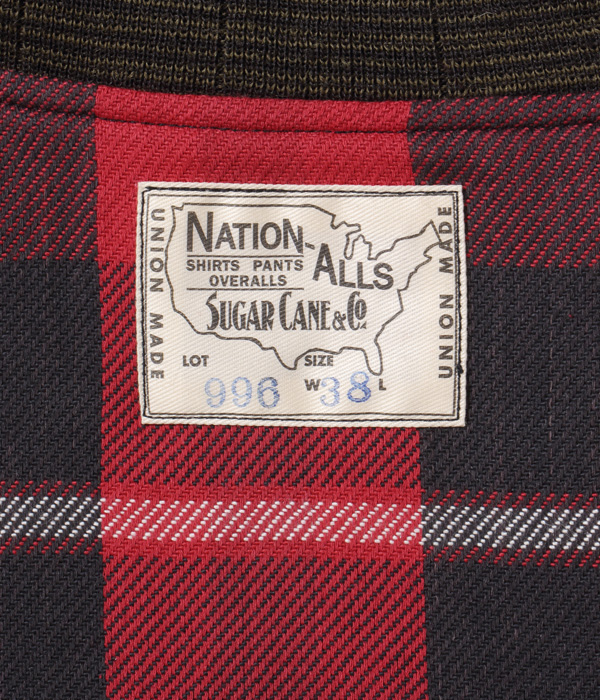 NATION-ALLS
SHIRTS PANTS
OVERALLS
SUGAR CANE & CO.
LOT SIZE
996 W 38 L
UNION MADE
UNION MADE